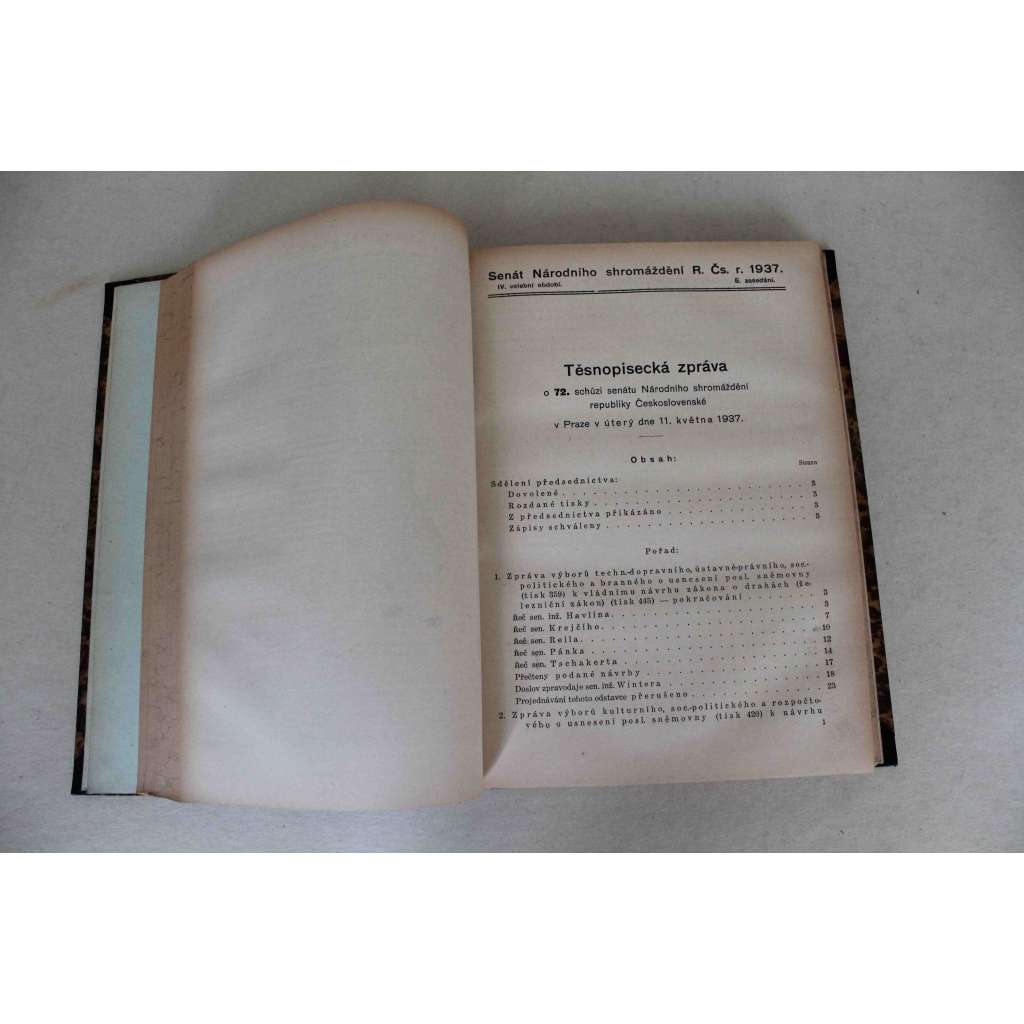 Senát Národního shromáždění R. Čs. r. 1937.
IV. volební období. 5. zasedání.
Těsnopisecká zpráva
o 72. schůzi senátu Národního shromáždění
republiky Československé
v Praze v úterý dne 11. května 1937.
Obsah:
Strana
Sdělení předsednictva:
Dovolené . . . . . . . . . . . . . . . . . . . 3
Rozdané tisky . . . . . . . . . . . . . . . . . 3
Z předsednictva přikázáno . . . . . . . . . . . 3
Zápisy schváleny . . . . . . . . . . . . . . . . 3
Pořad:
1. Zpráva výborů techn.-dopravního, ústavně-právního, soc.-
politického a branného o usnesení posl. sněmovny
(tisk 359) k vládnímu návrhu zákona o drahách (že-
lezniční zákon) (tisk 445) — pokračování . . . . . . 3
Řeč sen. inž. Havlína . . . . . . . . . . . . . . 3
Řeč sen. Krejčího . . . . . . . . . . . . . . . . 7
Řeč sen. Reila . . . . . . . . . . . . . . . . . 10
Řeč sen. Pánka . . . . . . . . . . . . . . . . . 12
Řeč sen. Tschakerta . . . . . . . . . . . . . . . 14
Přečteny podané návrhy . . . . . . . . . . . . . 17
Doslov zpravodaje sen. inž. Wintera . . . . . . . . 18
Projednávání tohoto odstavce přerušeno . . . . . . . 23
2. Zpráva výborů kulturního, soc.-politického a rozpočto-
vého o usnesení posl. sněmovny (tisk 420) k návrhu
1